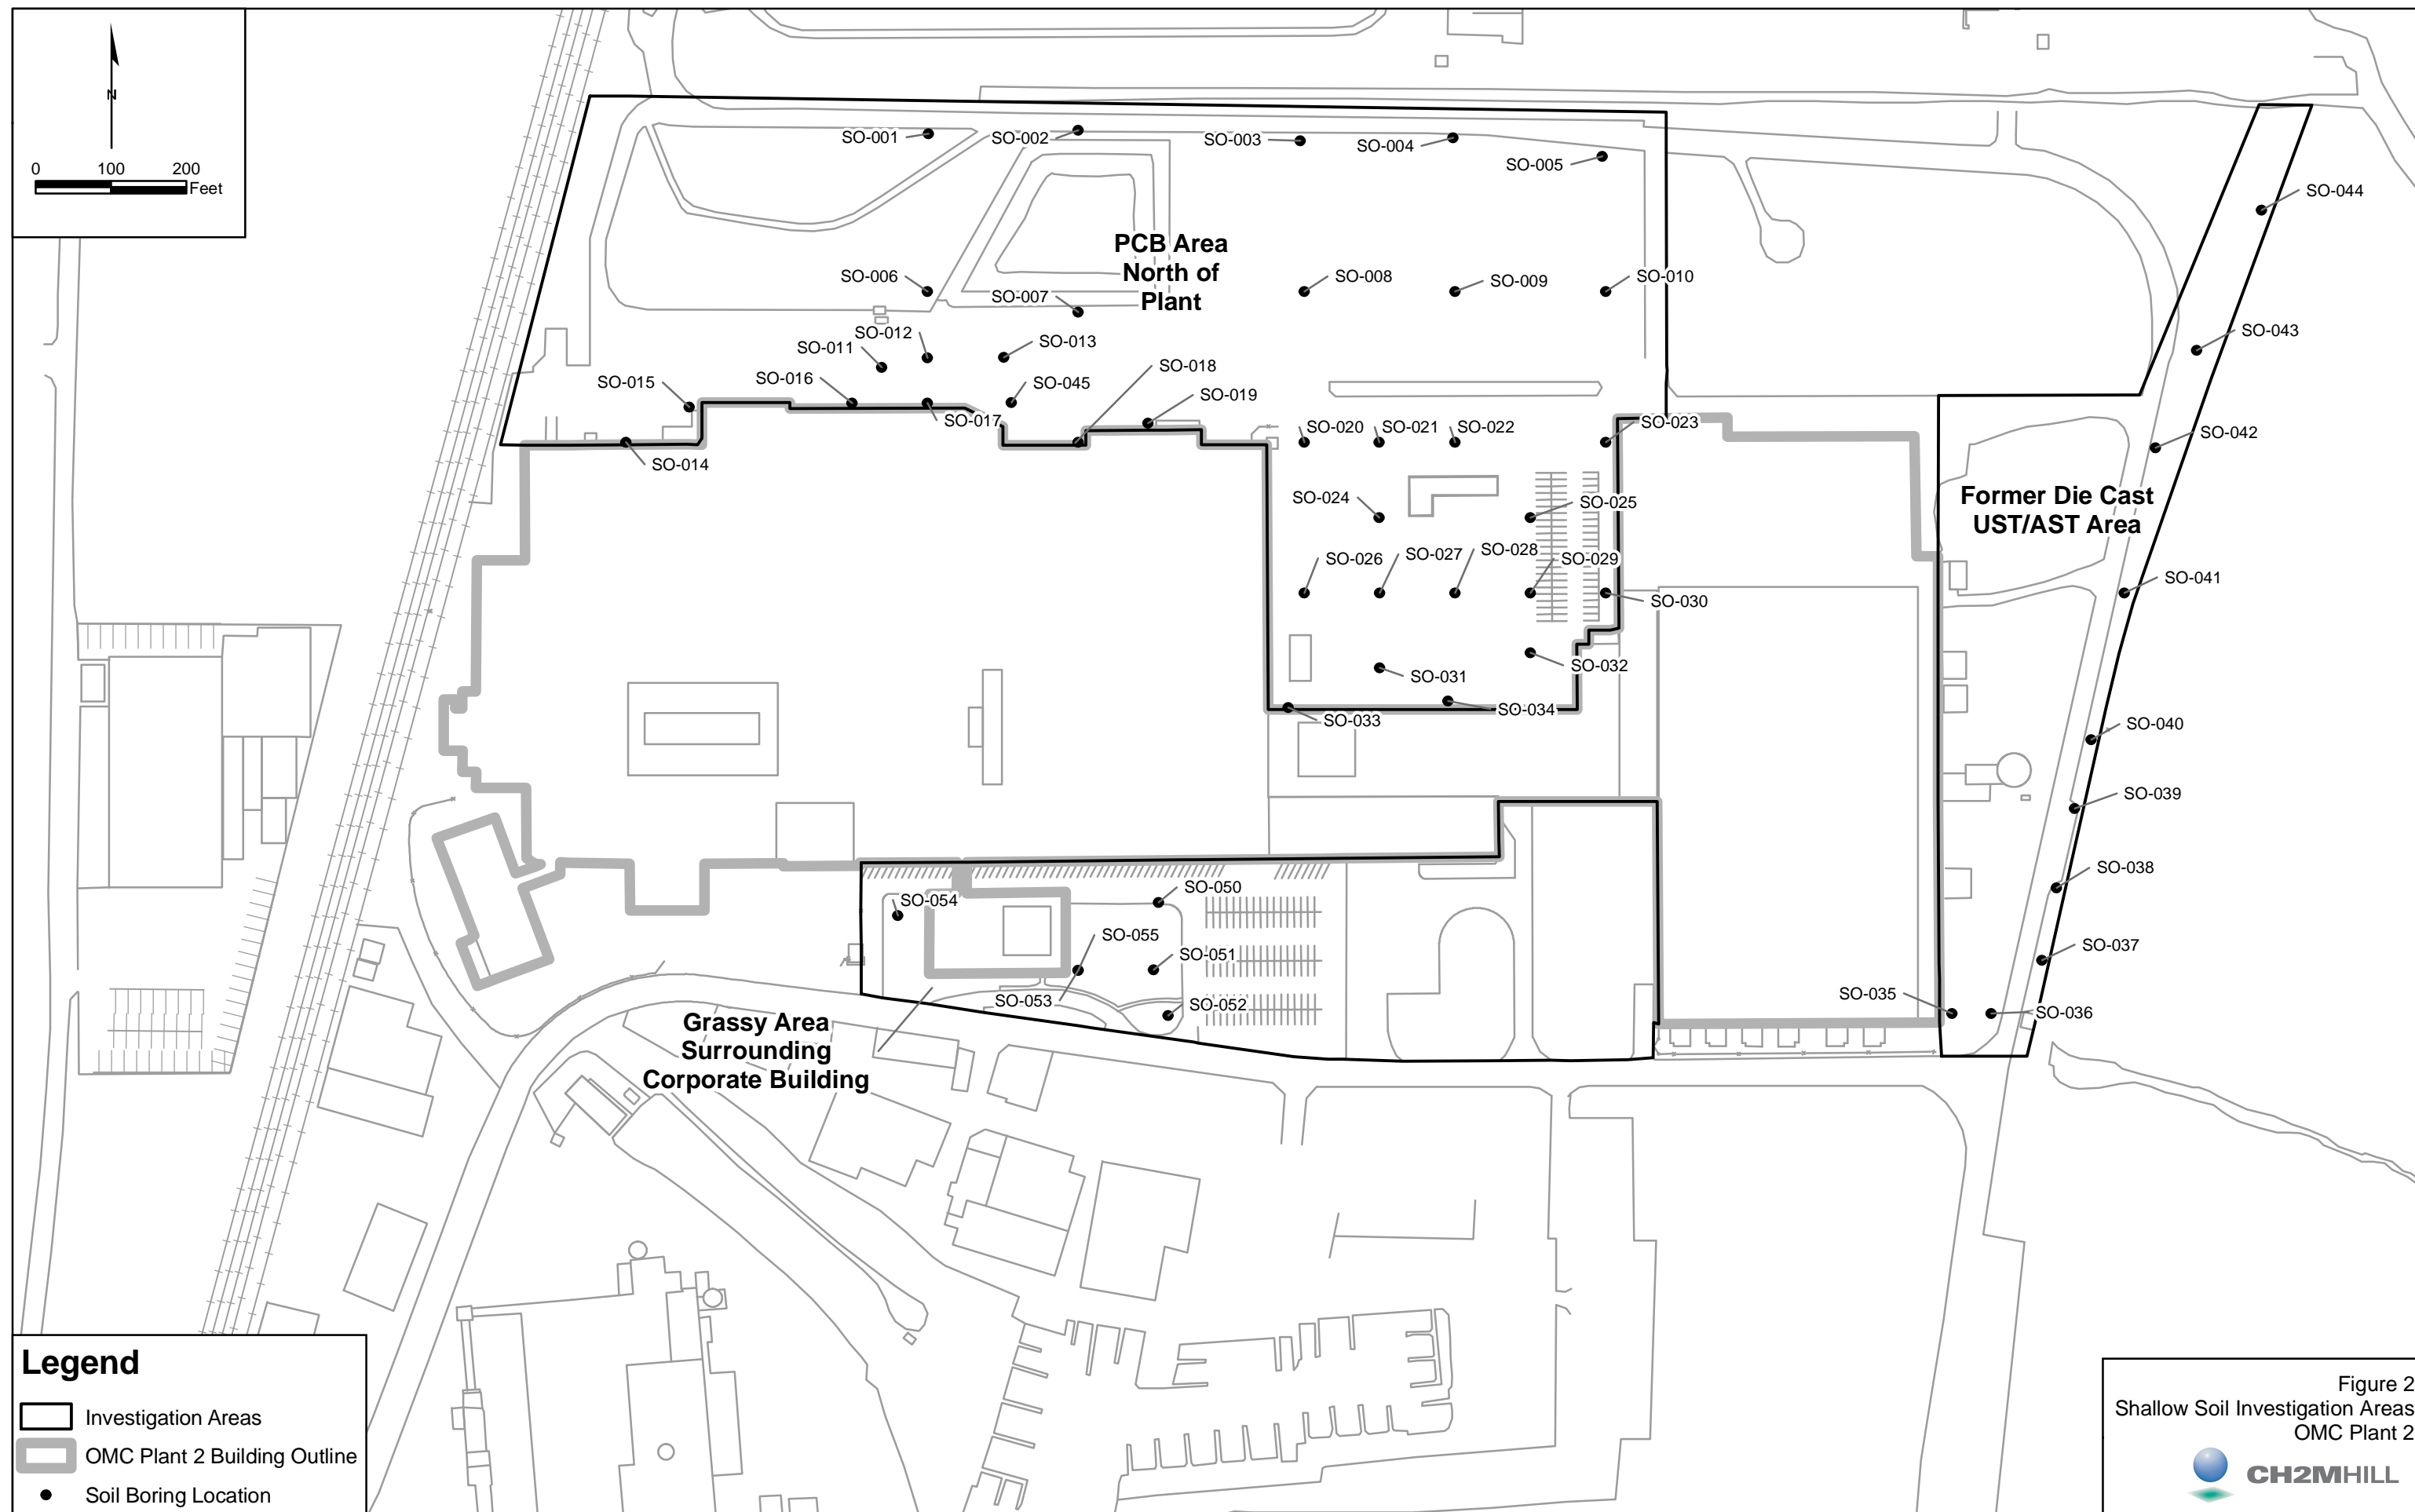 N
0 100 200
Feet
SO-001
SO-002
SO-003
SO-004
SO-005
SO-044
PCB Area
North of
Plant
SO-006
SO-007
SO-008
SO-009
SO-010
SO-043
SO-012
SO-011
SO-013
SO-018
SO-015
SO-016
SO-045
SO-019
SO-017
SO-014
SO-020
SO-021
SO-022
SO-023
SO-042
SO-024
SO-025
Former Die Cast
UST/AST Area
SO-026
SO-027
SO-028
SO-029
SO-030
SO-041
SO-031
SO-032
SO-033
SO-034
SO-040
SO-039
SO-038
SO-037
SO-054
SO-050
SO-055
SO-051
SO-053
SO-052
SO-035
SO-036
Grassy Area
Surrounding
Corporate Building
Legend
Investigation Areas
OMC Plant 2 Building Outline
Soil Boring Location
Figure 2
Shallow Soil Investigation Areas
OMC Plant 2
CH2MHILL